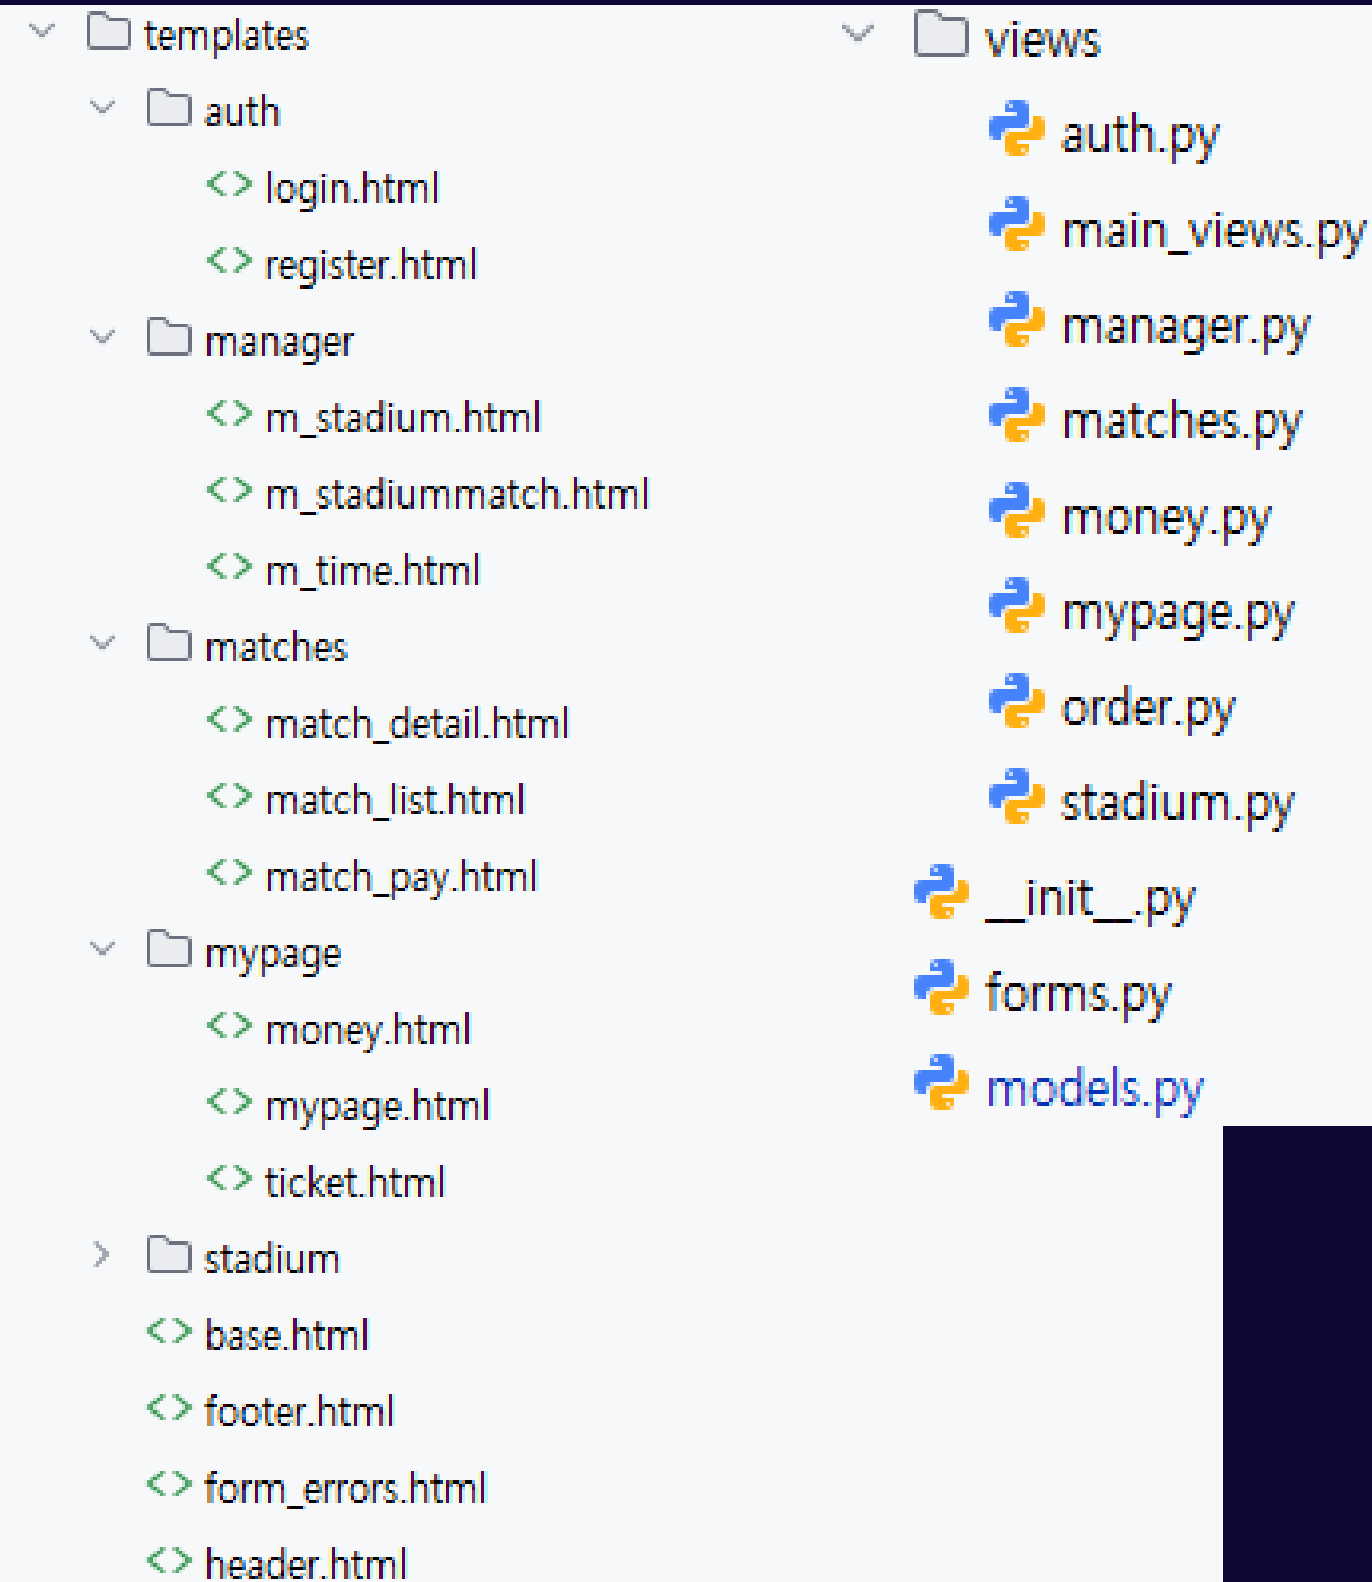 templates
auth
login.html
register.html
manager
m_stadium.html
m_stadiummatch.html
m_time.html
matches
match_detail.html
match_list.html
match_pay.html
mypage
money.html
mypage.html
ticket.html
stadium
base.html
footer.html
form_errors.html
header.html
views
auth.py
main_views.py
manager.py
matches.py
money.py
mypage.py
order.py
stadium.py
__init__.py
forms.py
models.py